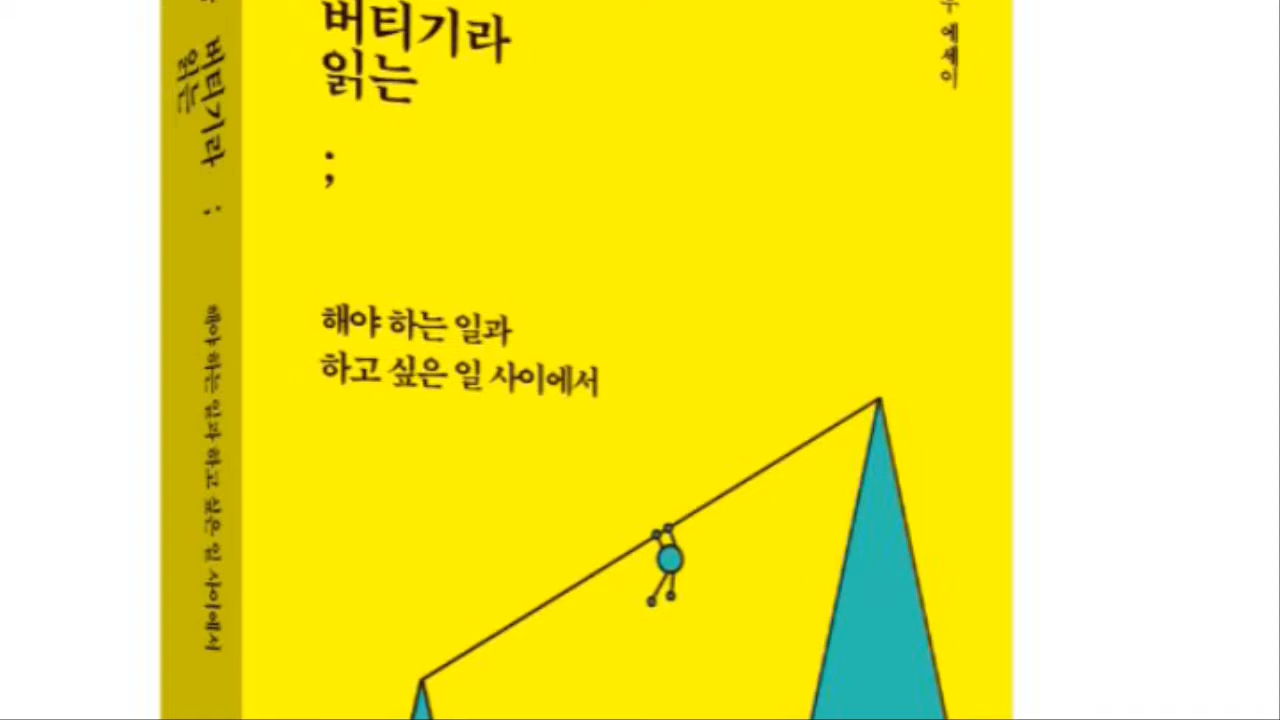 버티기라
읽는
;
해야 하는 일과
하고 싶은 일 사이에서
에세이
버티기라
읽는
;
해야 하는 일과 하고 싶은 일 사이에서